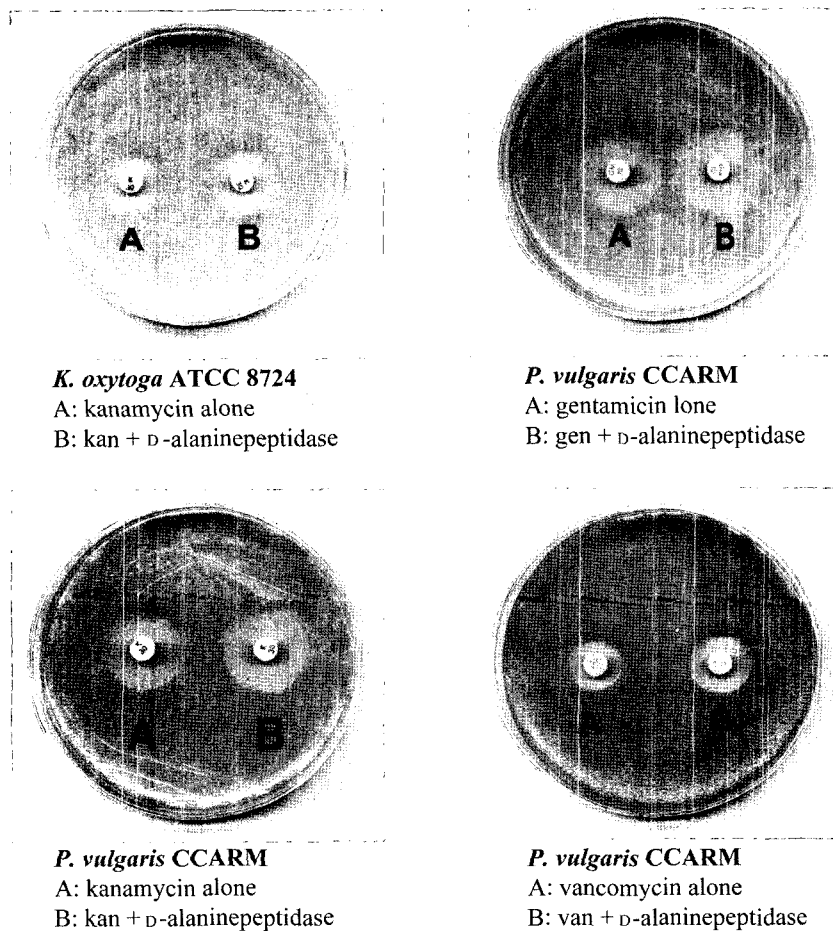 A B
A B
K. oxytoga ATCC 8724
A: kanamycin alone
B: kan + D-alaninepeptidase
P. vulgaris CCARM
A: gentamicin lone
B: gen + D-alaninepeptidase
A B
P. vulgaris CCARM
A: kanamycin alone
B: kan + D-alaninepeptidase
P. vulgaris CCARM
A: vancomycin alone
B: van + D-alaninepeptidase